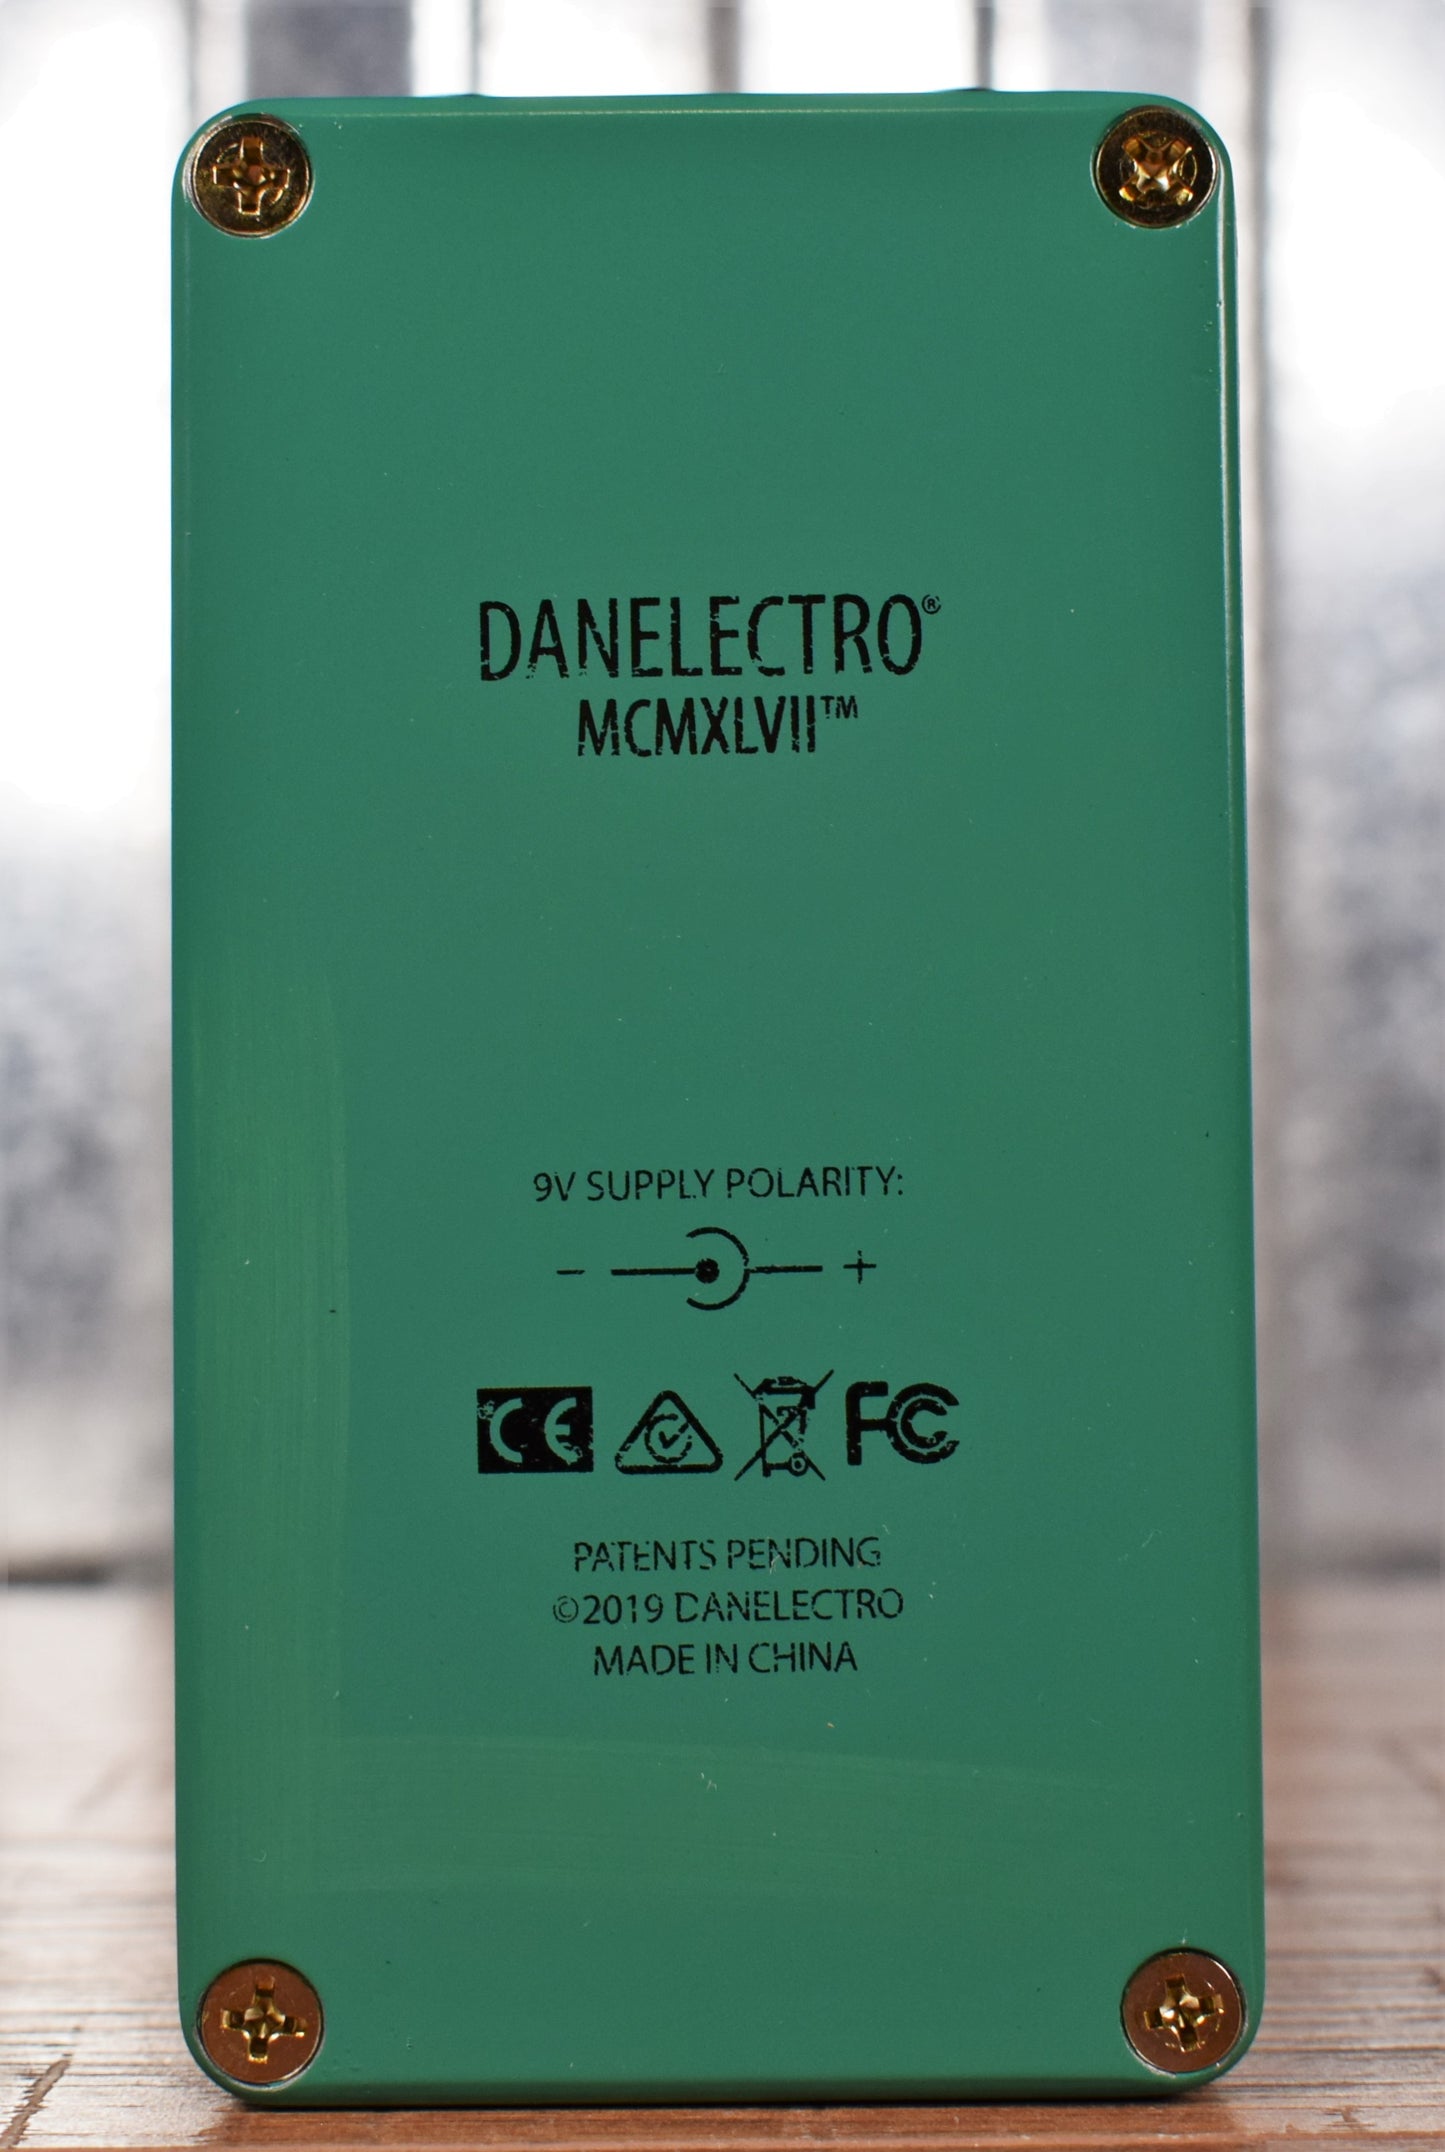 DANELECTRO®
MCMXLVII™
9V SUPPLY POLARITY:
− +
CE FC
PATENTS PENDING
©2019 DANELECTRO
MADE IN CHINA